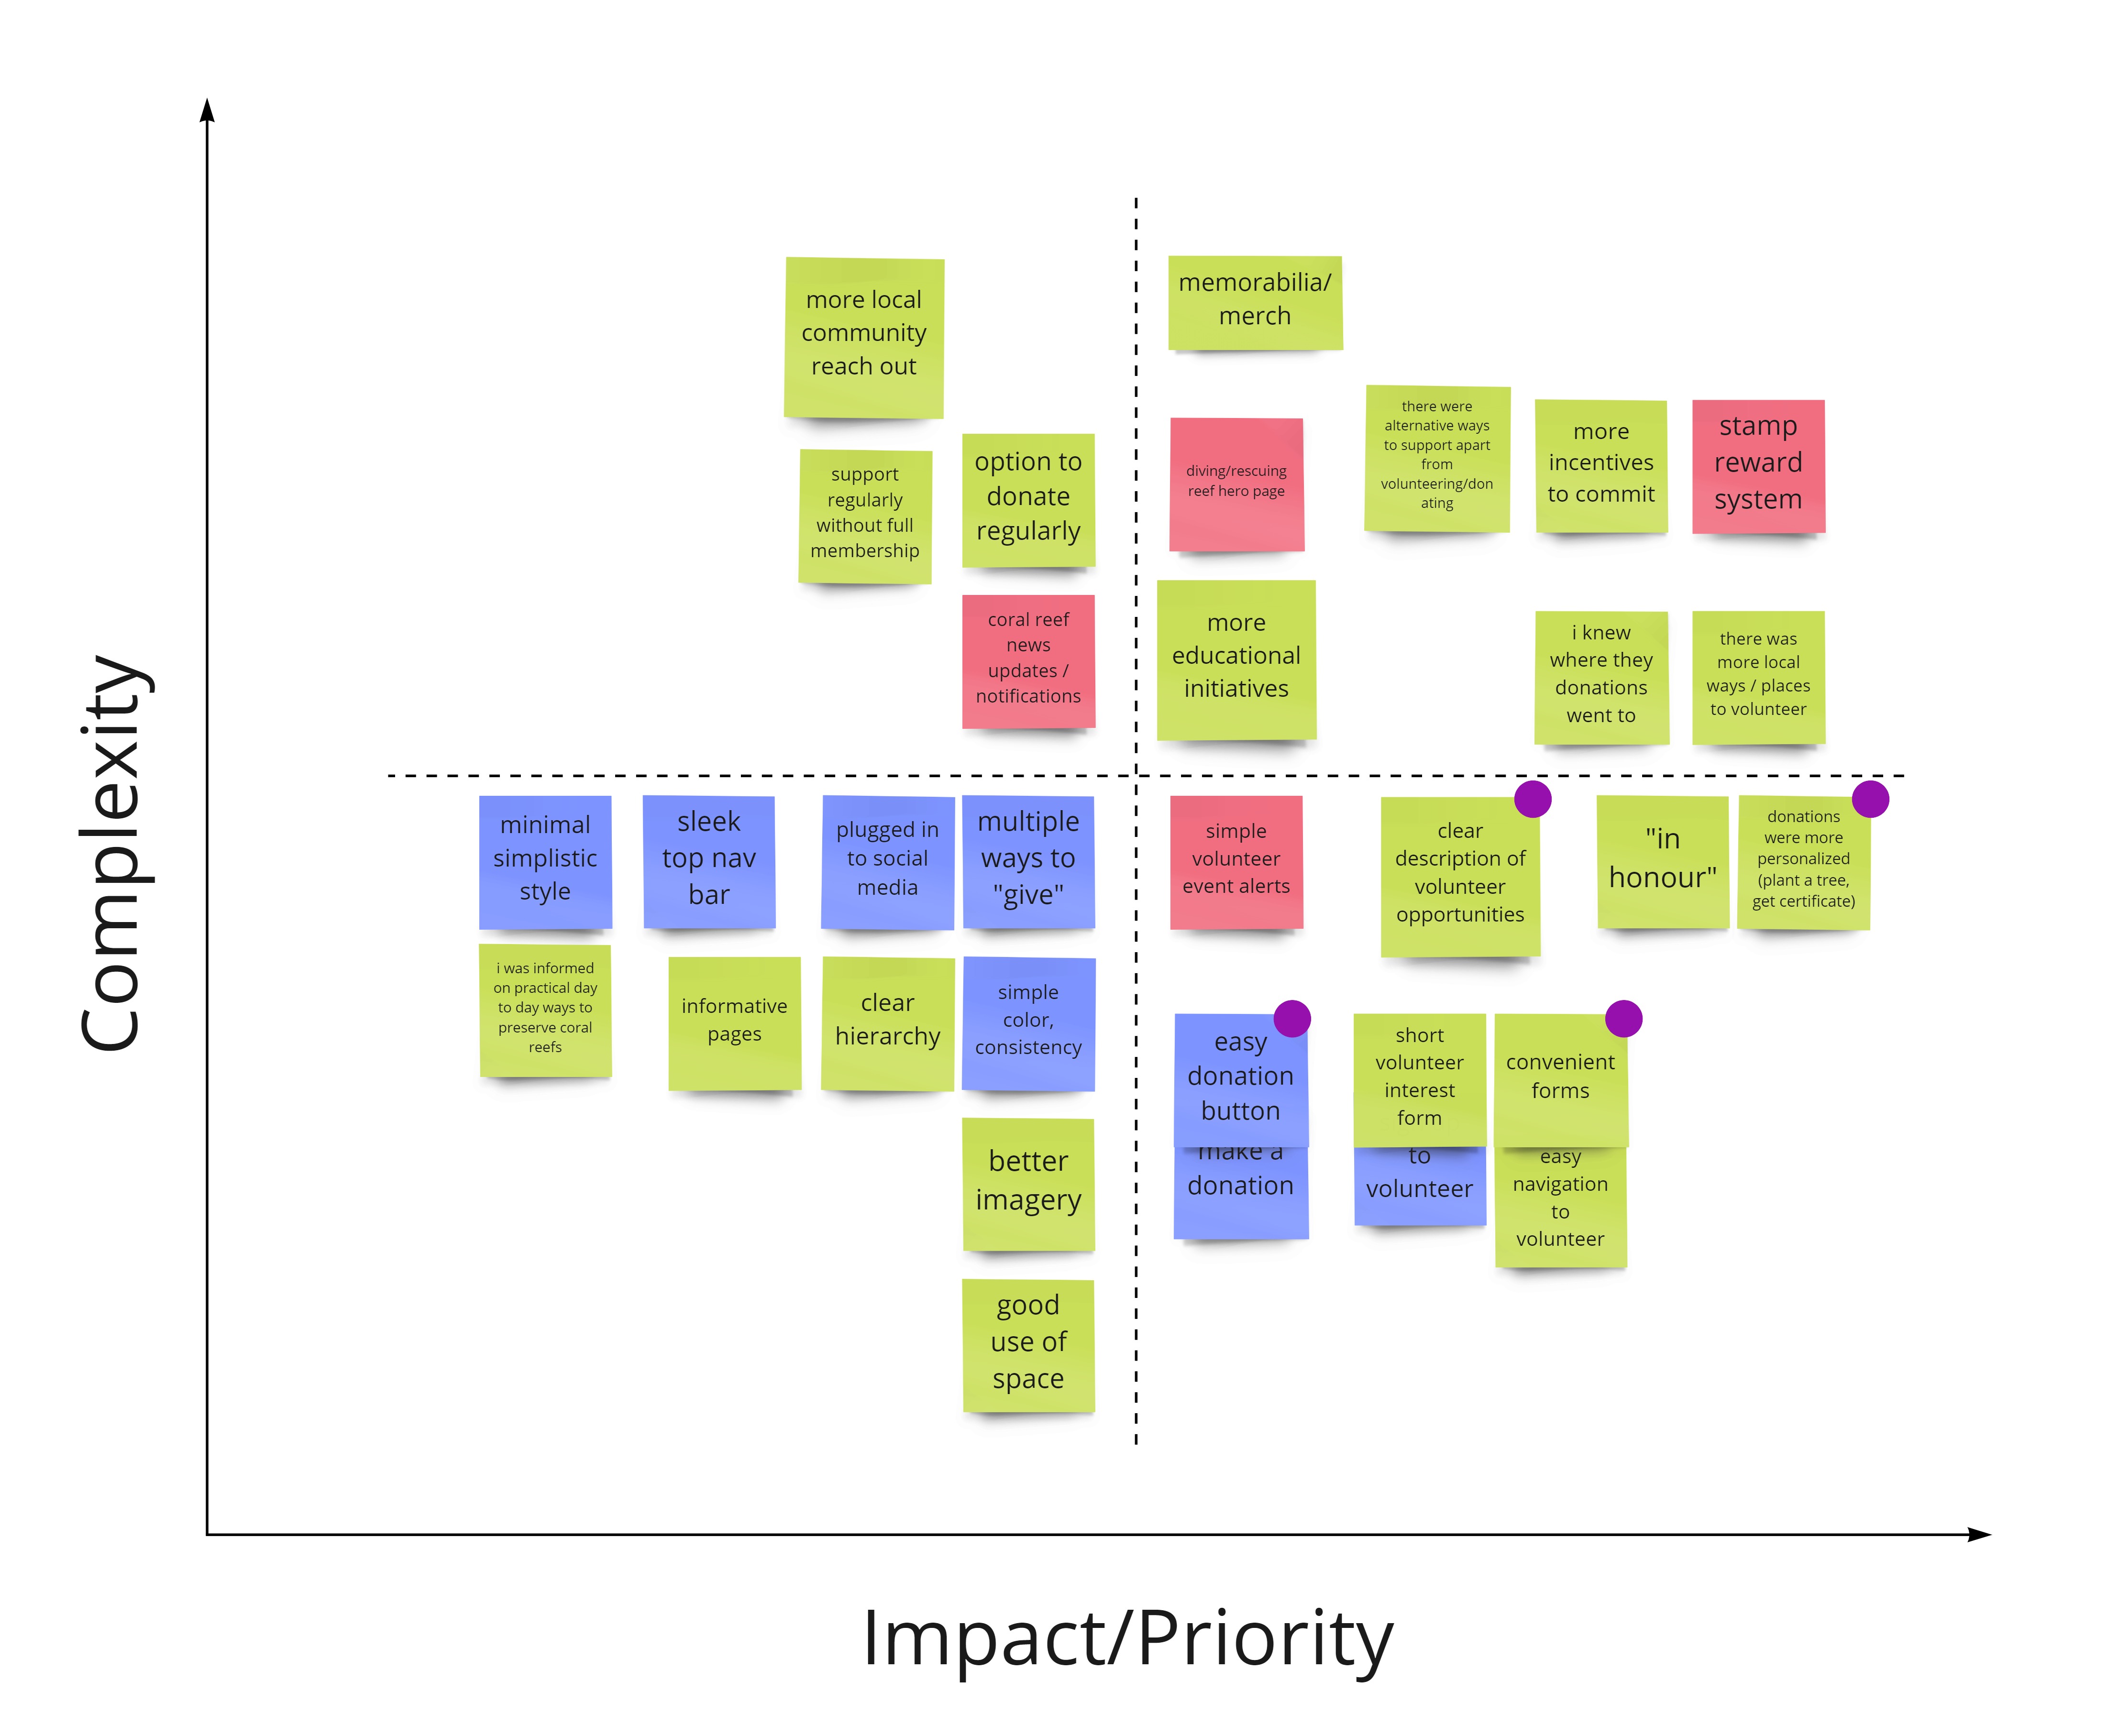 more local
community
reach out
memorabilia/
merch
support
regularly
without full
membership
option to
donate
regularly
diving/rescuing
reef hero page
there were
alternative ways
to support apart
from
volunteering/don
ating
more
incentives
to commit
stamp
reward
system
coral reef
news
updates /
notifications
more
educational
initiatives
i knew
where they
donations
went to
there was
more local
ways / places
to volunteer
Complexity
minimal
simplistic
style
sleek
top nav
bar
plugged in
to social
media
multiple
ways to
"give"
simple
volunteer
event alerts
clear
description of
volunteer
opportunities
"in
honour"
donations
were more
personalized
(plant a tree,
get certificate)
i was informed
on practical day
to day ways to
preserve coral
reefs
informative
pages
clear
hierarchy
simple
color,
consistency
easy
donation
button
make a
donation
short
volunteer
interest
form
to
volunteer
convenient
forms
easy
navigation
to
volunteer
better
imagery
good
use of
space
Impact/Priority